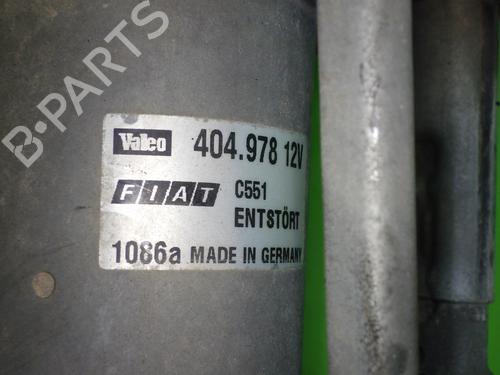 B-PARTS
Valeo 404.978 12V
FIAT C551
ENTSTÖRT
1086a MADE IN GERMANY